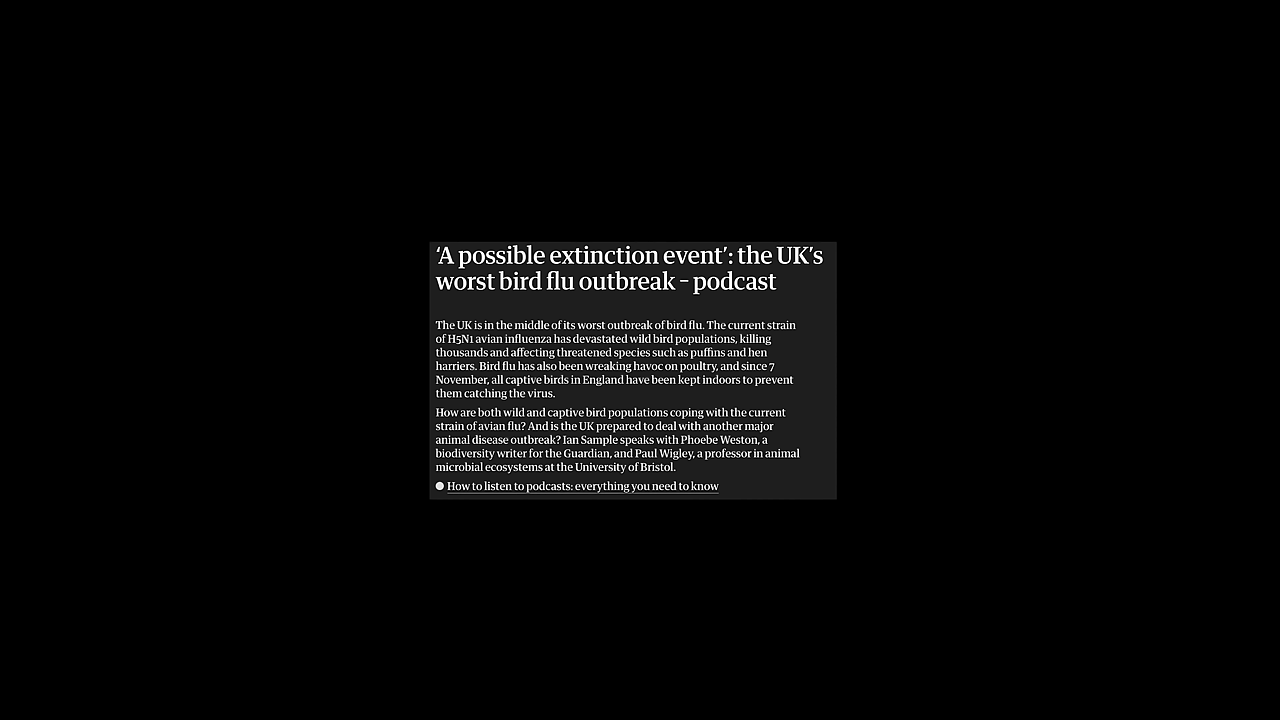 ‘A possible extinction event’: the UK’s
worst bird flu outbreak – podcast
The UK is in the middle of its worst outbreak of bird flu. The current strain
of H5N1 avian influenza has devastated wild bird populations, killing
thousands and affecting threatened species such as puffins and hen
harriers. Bird flu has also been wreaking havoc on poultry, and since 7
November, all captive birds in England have been kept indoors to prevent
them catching the virus.
How are both wild and captive bird populations coping with the current
strain of avian flu? And is the UK prepared to deal with another major
animal disease outbreak? Ian Sample speaks with Phoebe Weston, a
biodiversity writer for the Guardian, and Paul Wigley, a professor in animal
microbial ecosystems at the University of Bristol.
● How to listen to podcasts: everything you need to know